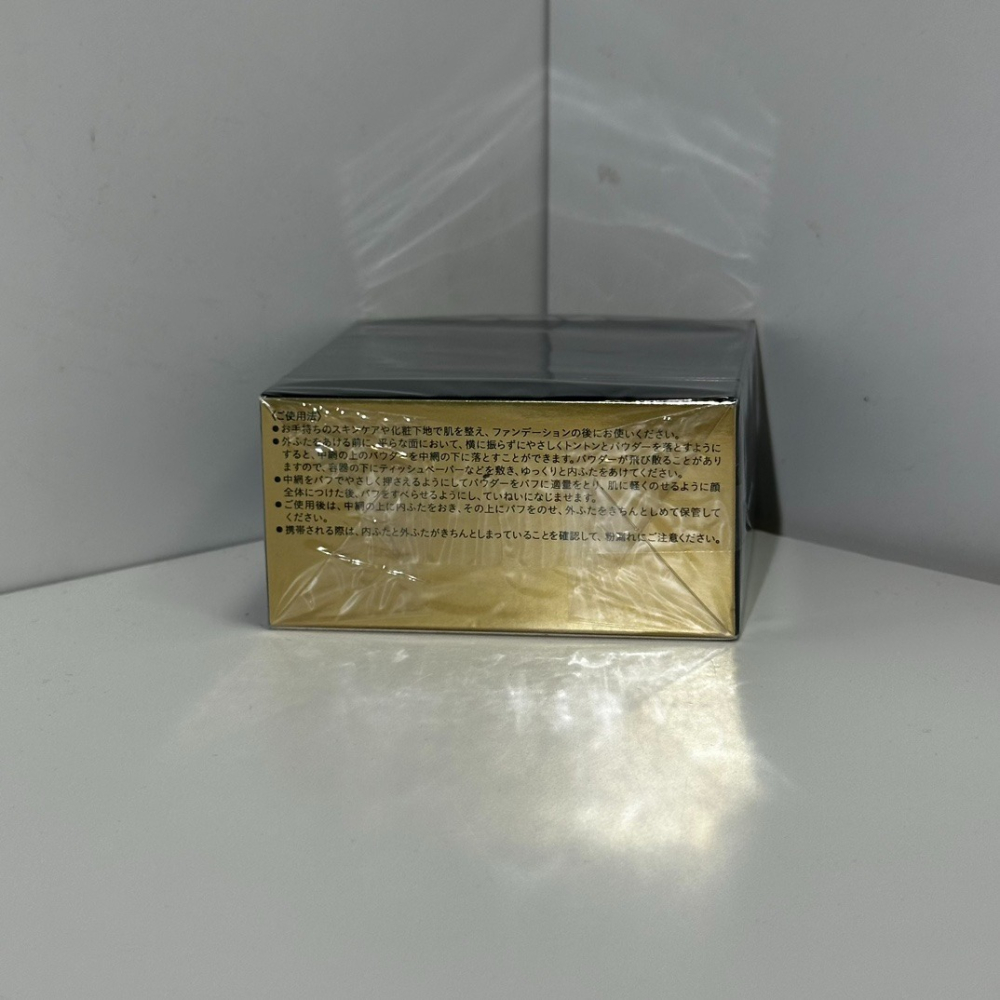 〈ご使用法〉
●お手持ちのスキンケアや化粧下地で肌を整え、ファンデーションの後にお使いください。
●外ふたをあける前に、平らな面において、横に振らずにやさしくトントンとパウダーを落とすように
すると、中網の上のパウダーを中網の下に落とすことができます。パウダーが飛び散ることがあり
ますので、容器の下にティッシュペーパーなどを敷き、ゆっくりと内ふたをあけてください。
●中網をパフでやさしく押さえるようにしてパウダーをパフに適量をとり、肌に軽くのせるように顔
全体につけた後、パフをすべらせるようにし、ていねいになじませます。
●ご使用後は、中網の上に内ふたをおき、その上にパフをのせ、外ふたをきちんとしめて保管して
ください。
●携帯される際は、内ふたと外ふたがきちんとしまっていることを確認して、粉漏れにご注意ください。